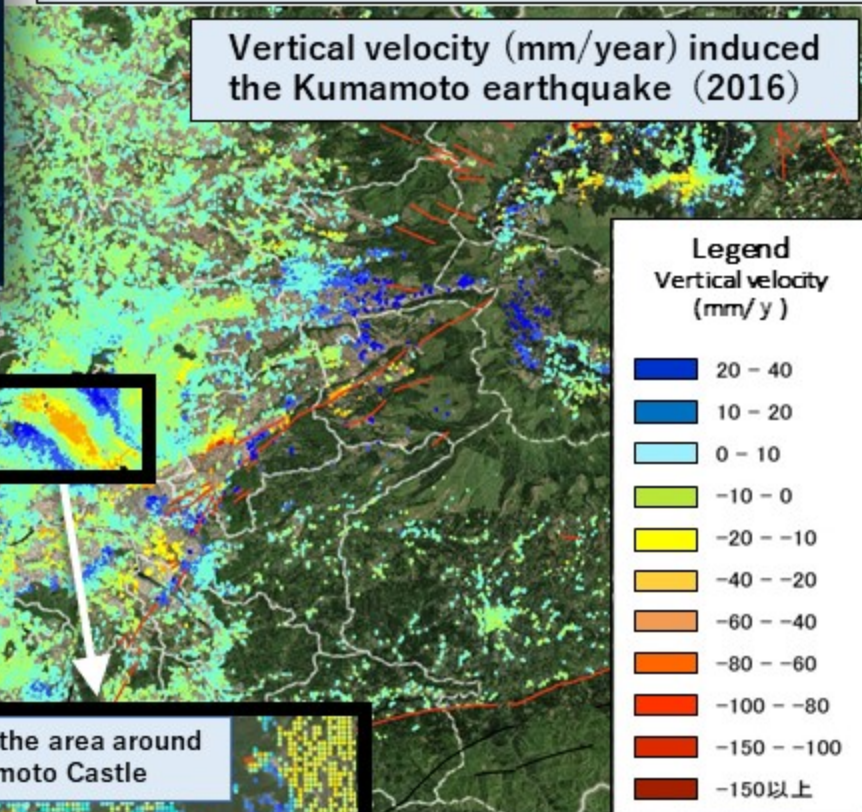 Vertical velocity (mm/year) induced
the Kumamoto earthquake (2016)
Legend
Vertical velocity
(mm/ y )
20 - 40
10 - 20
0 - 10
-10 - 0
-20 - -10
-40 - -20
-60 - -40
-80 - -60
-100 - -80
-150 - -100
-150以上
the area around
moto Castle